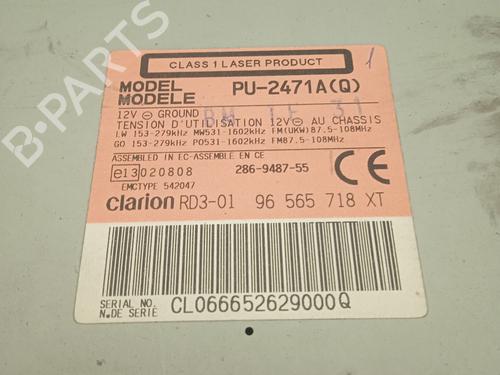 CLASS 1 LASER PRODUCT
1
MODEL
MODELE
PU-2471A(Q)
12V ⊖ GROUND
TENSION D'UTILISATION 12V ⊖ AU CHASSIS
LW 153-279kHz MW531-1602kHz FM(UKW)87.5-108MHz
GO 153-279kHz PO531-1602kHz FM87.5-108MHz
ASSEMBLED IN EC-ASSEMBLE EN CE
e13 020808
286-9487-55
CE
EMCTYPE 542047
clarion RD3-01 96 565 718 XT
SERIAL NO.
N.DE SERIE
CL066652629000Q
B-PARTS